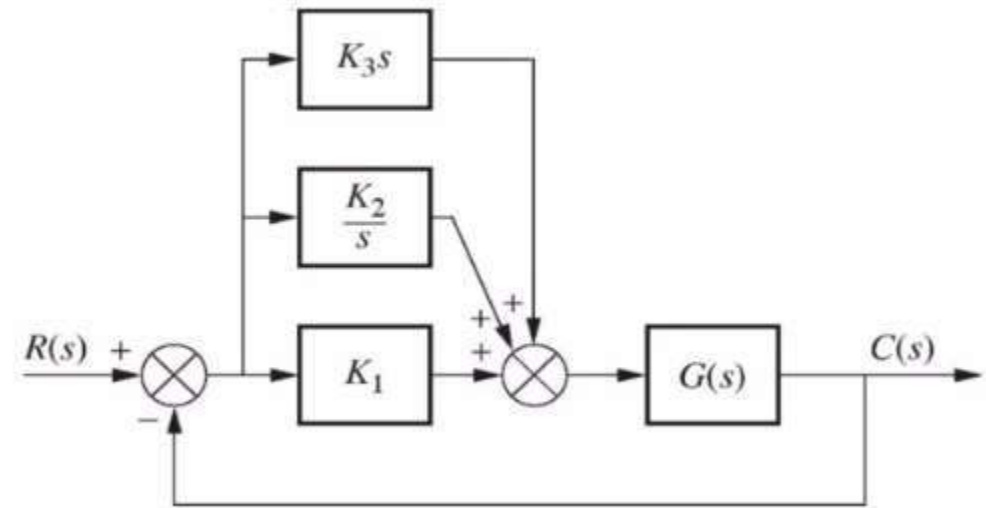 K₃s
K₂
s
+
+
R(s) + + C(s)
K₁ G(s)
−